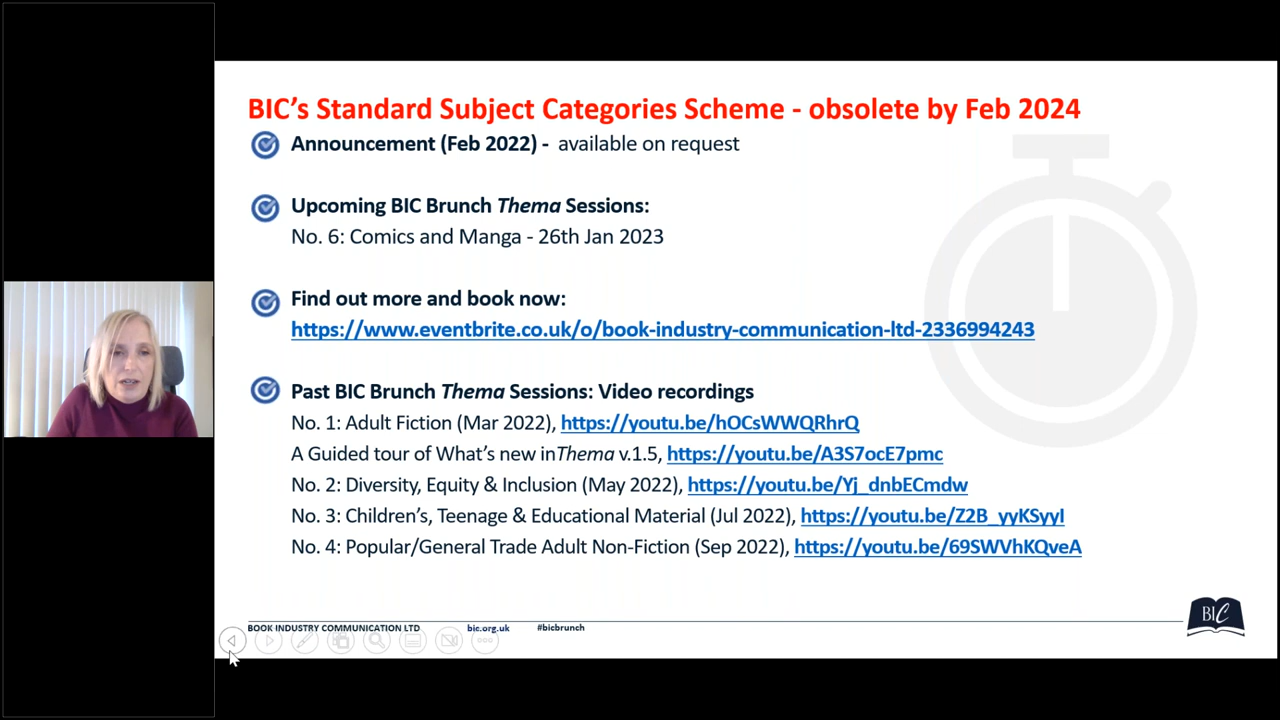 BIC's Standard Subject Categories Scheme - obsolete by Feb 2024
Announcement (Feb 2022) - available on request
Upcoming BIC Brunch Thema Sessions:
No. 6: Comics and Manga - 26th Jan 2023
Find out more and book now:
https://www.eventbrite.co.uk/o/book-industry-communication-ltd-2336994243
Past BIC Brunch Thema Sessions: Video recordings
No. 1: Adult Fiction (Mar 2022), https://youtu.be/hOCsWWQRhrQ
A Guided tour of What's new inThema v.1.5, https://youtu.be/A3S7ocE7pmc
No. 2: Diversity, Equity & Inclusion (May 2022), https://youtu.be/Yj_dnbECmdw
No. 3: Children's, Teenage & Educational Material (Jul 2022), https://youtu.be/Z2B_yyKSyyI
No. 4: Popular/General Trade Adult Non-Fiction (Sep 2022), https://youtu.be/69SWVhKQveA
BOOK INDUSTRY COMMUNICATION LTD bic.org.uk #bicbrunch
BIC